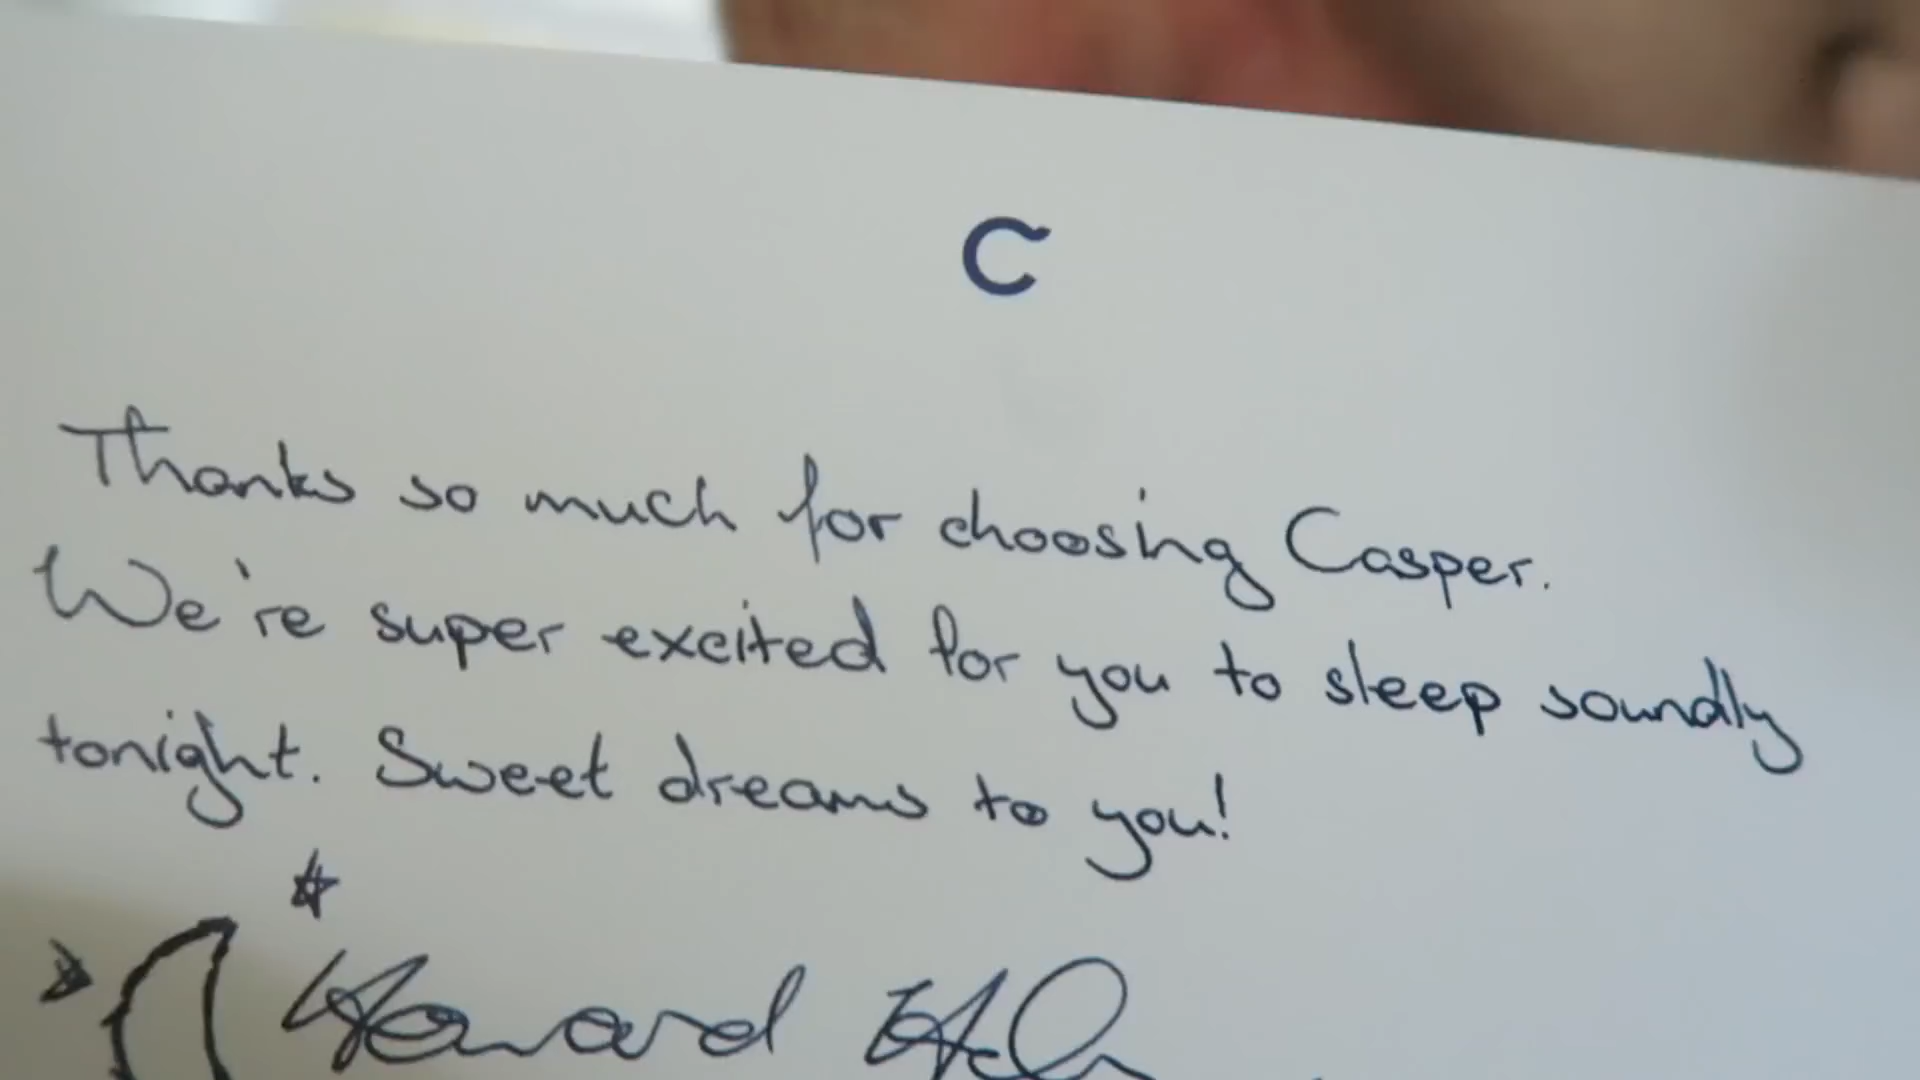 C
Thanks so much for choosing Casper.
We're super excited for you to sleep soundly
tonight. Sweet dreams to you!